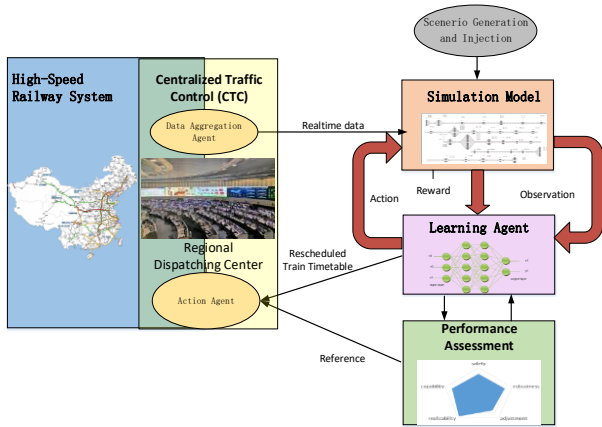 Scenerio Generation
and Injection
High-Speed
Railway System
Centralized Traffic
Control (CTC)
Data Aggregation
Agent
Realtime data
Simulation Model
Action
Reward
Observation
Learning Agent
Regional
Dispatching Center
Rescheduled
Train Timetable
Action Agent
Reference
Performance
Assessment
safety
capability
robustness
realicability
adjustment